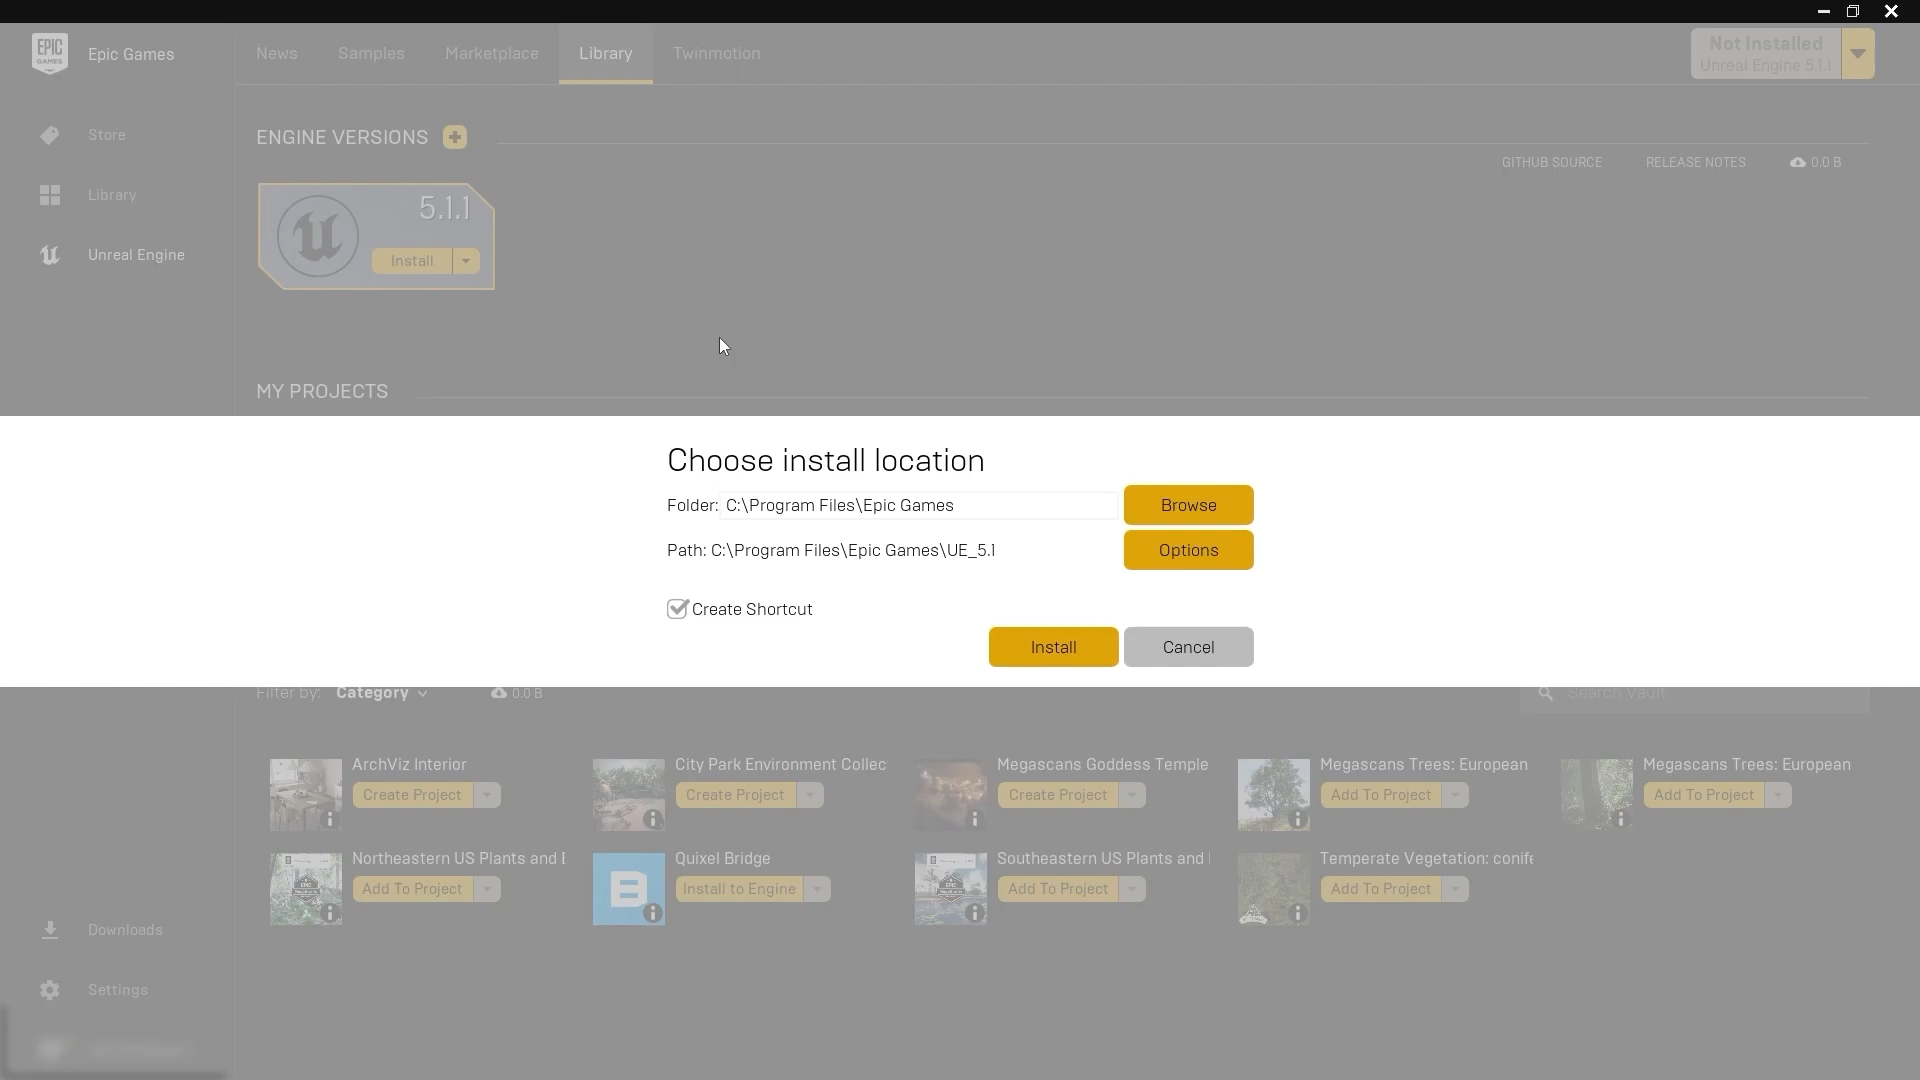 EPIC
GAMES
Epic Games
News
Samples
Marketplace
Library
Twinmotion
Not Installed
Unreal Engine 5.1.1
Store
Library
Unreal Engine
ENGINE VERSIONS
GITHUB SOURCE
RELEASE NOTES
0.0 B
5.1.1
Install
MY PROJECTS
Choose install location
Folder: C:\Program Files\Epic Games
Browse
Path: C:\Program Files\Epic Games\UE_5.1
Options
Create Shortcut
Install
Cancel
Filter by:
Category
0.0 B
Search Vault
ArchViz Interior
Create Project
City Park Environment Collec
Create Project
Megascans Goddess Temple
Create Project
Megascans Trees: European
Add To Project
Megascans Trees: European
Add To Project
Northeastern US Plants and
Add To Project
Quixel Bridge
Install to Engine
Southeastern US Plants and
Add To Project
Temperate Vegetation: conife
Add To Project
Downloads
Settings